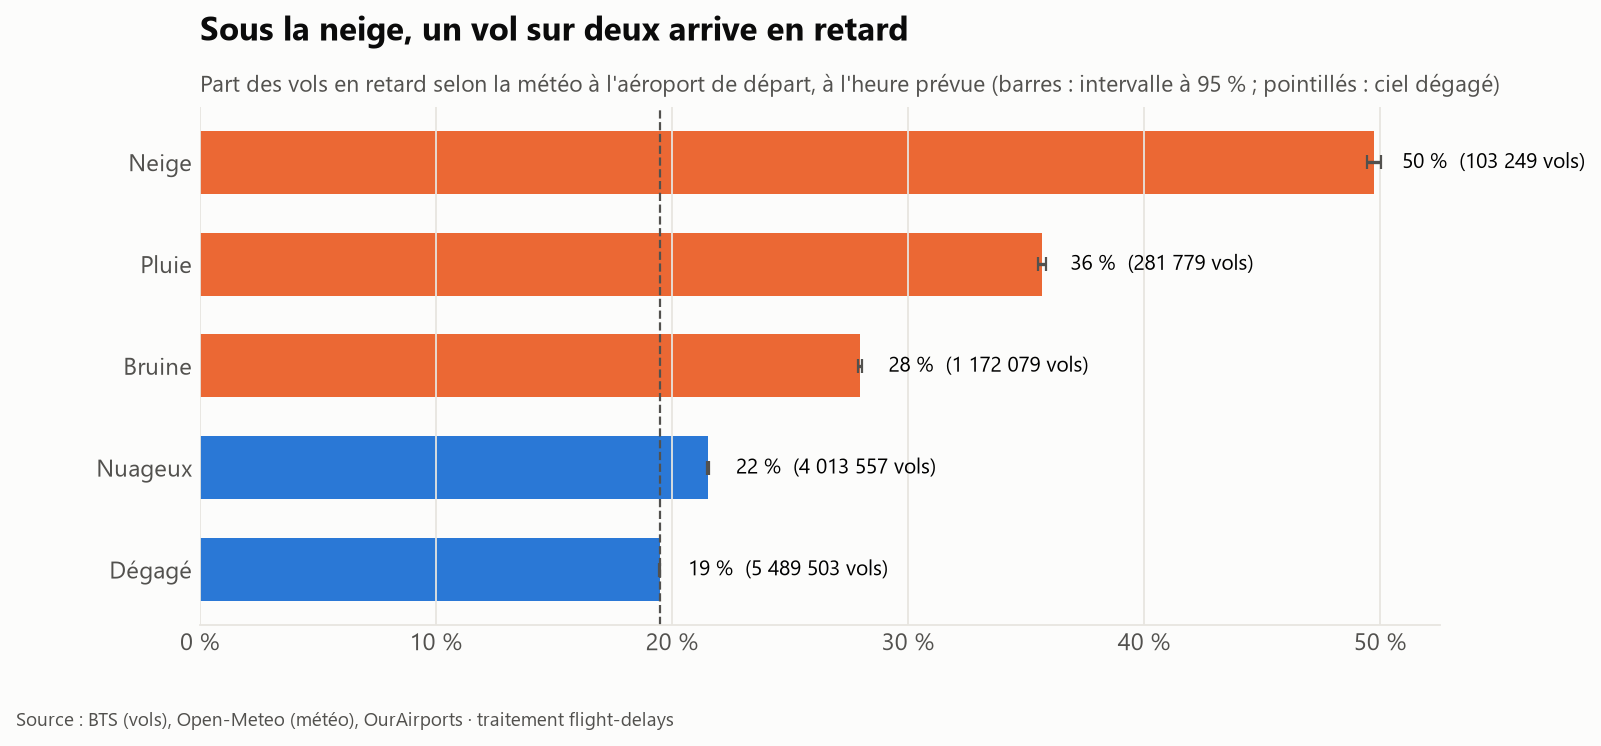 Sous la neige, un vol sur deux arrive en retard
Part des vols en retard selon la météo à l'aéroport de départ, à l'heure prévue (barres : intervalle à 95 % ; pointillés : ciel dégagé)
Neige 50 % (103 249 vols)
Pluie 36 % (281 779 vols)
Bruine 28 % (1 172 079 vols)
Nuageux 22 % (4 013 557 vols)
Dégagé 19 % (5 489 503 vols)
0 % 10 % 20 % 30 % 40 % 50 %
Source : BTS (vols), Open-Meteo (météo), OurAirports · traitement flight-delays